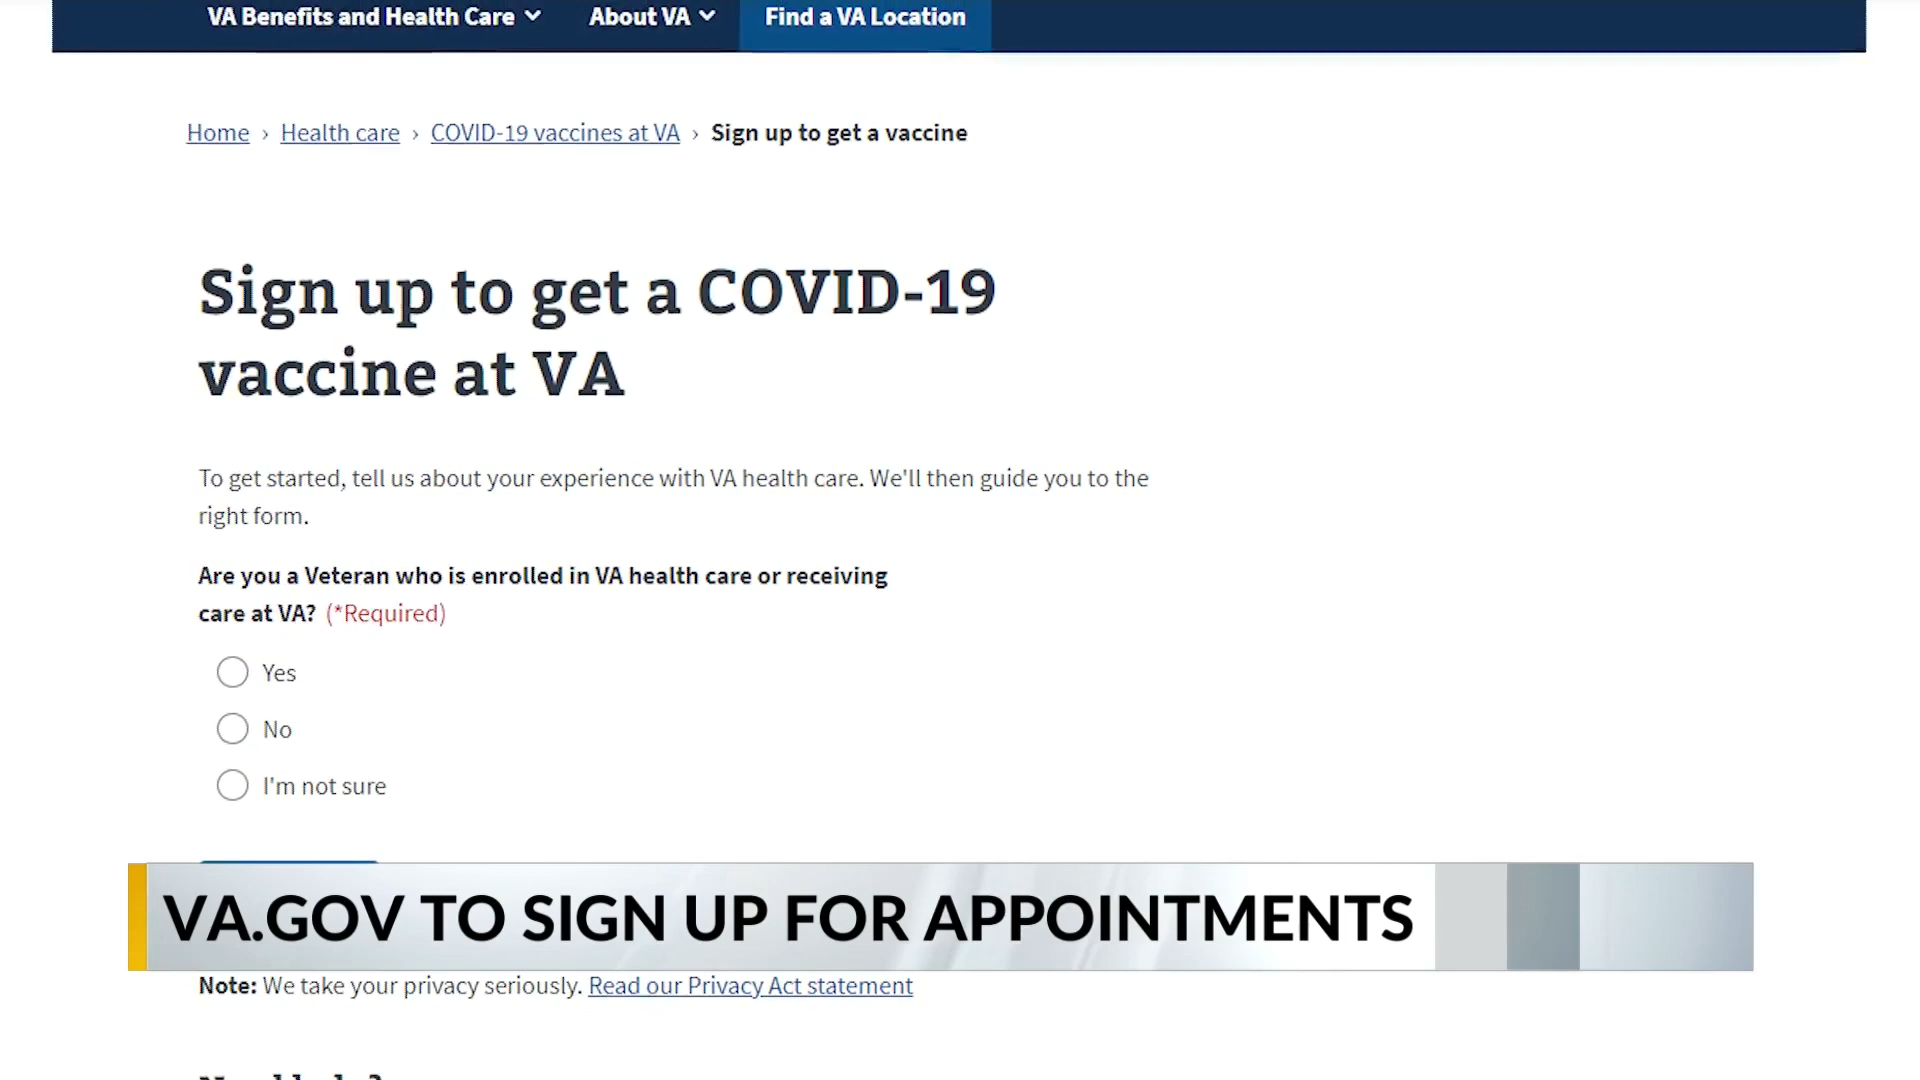 VA Benefits and Health Care About VA Find a VA Location
Home › Health care › COVID-19 vaccines at VA › Sign up to get a vaccine
Sign up to get a COVID-19
vaccine at VA
To get started, tell us about your experience with VA health care. We'll then guide you to the
right form.
Are you a Veteran who is enrolled in VA health care or receiving
care at VA? (*Required)
Yes
No
I'm not sure
VA.GOV TO SIGN UP FOR APPOINTMENTS
Note: We take your privacy seriously. Read our Privacy Act statement